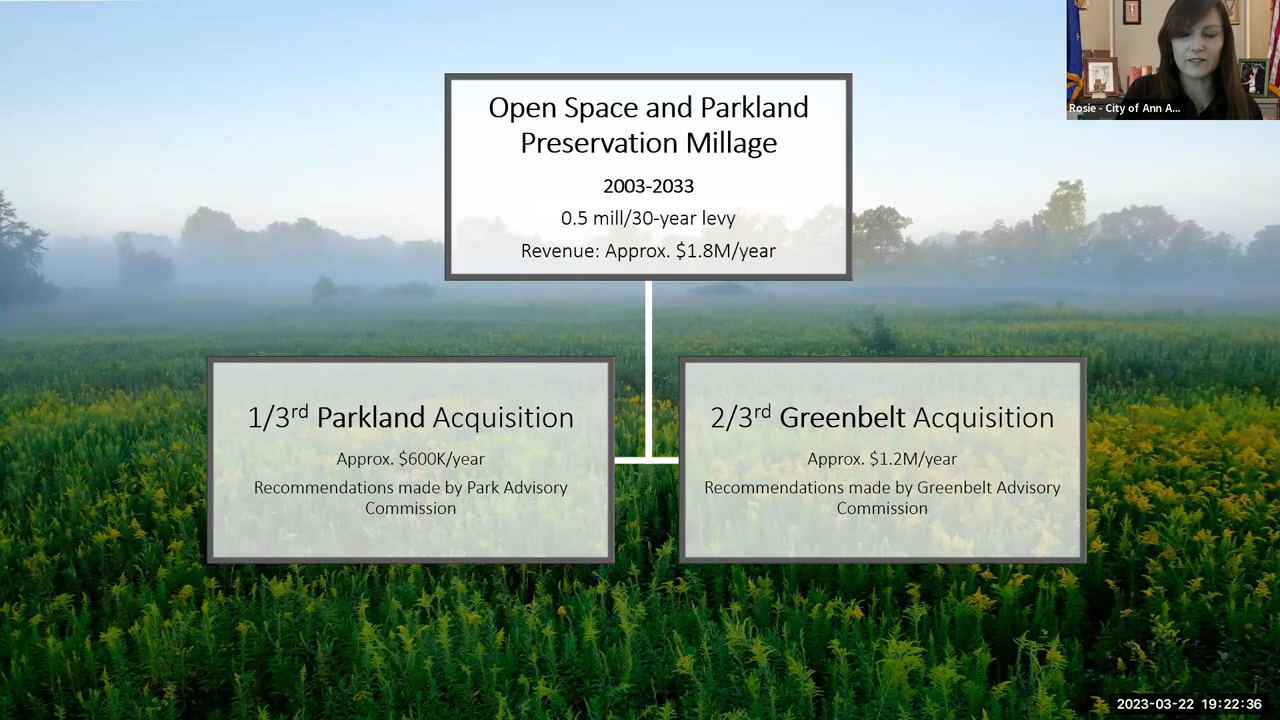 Open Space and Parkland
Preservation Millage
2003-2033
0.5 mill/30-year levy
Revenue: Approx. $1.8M/year
1/3rd Parkland Acquisition
Approx. $600K/year
Recommendations made by Park Advisory
Commission
2/3rd Greenbelt Acquisition
Approx. $1.2M/year
Recommendations made by Greenbelt Advisory
Commission
Rosie - City of Ann A...
2023-03-22 19:22:36